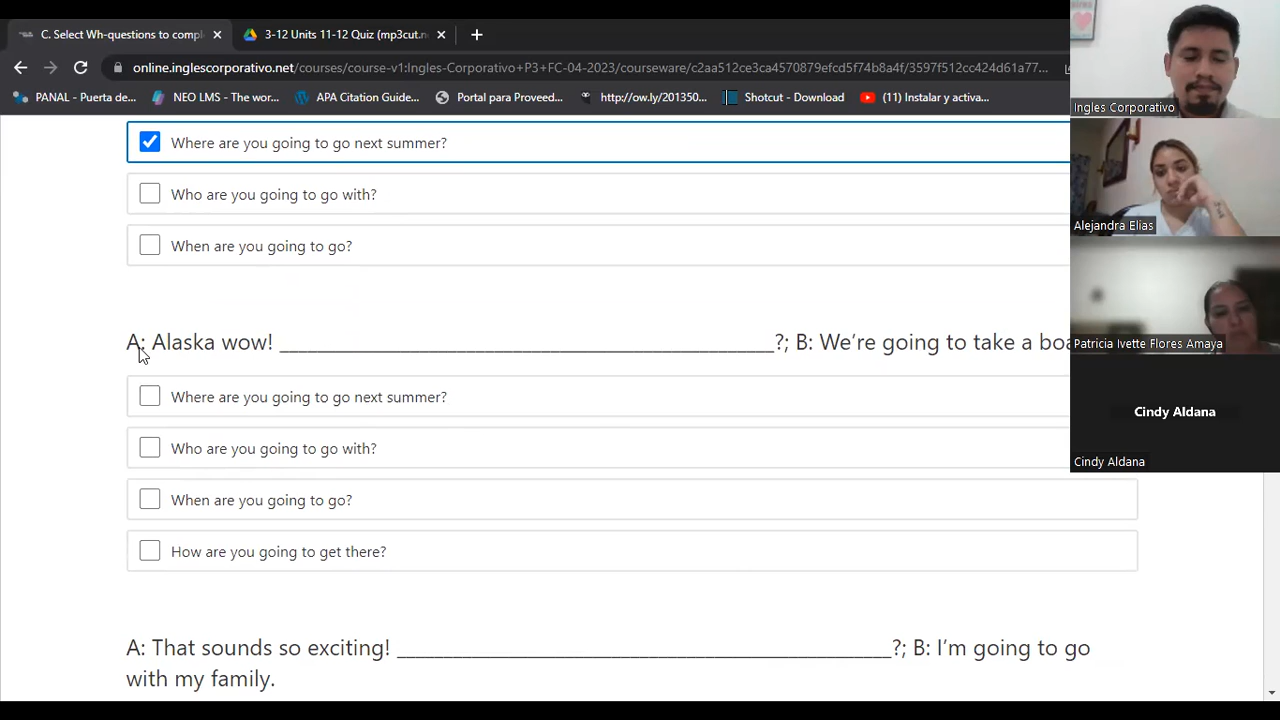 C. Select Wh-questions to compl
3-12 Units 11-12 Quiz (mp3cut.n
online.inglescorporativo.net/courses/course-v1:Ingles-Corporativo+P3+EC-04-2023/courseware/c2aa512ce3ca4570879efcd5f74b8a4f/3597f512cc424d61a77...
PANAL - Puerta de...
NEO LMS - The wor...
APA Citation Guide...
Portal para Proveed...
http://ow.ly/201350...
Shotcut - Download
(11) Instalar y activa...
Ingles Corporativo
Where are you going to go next summer?
Who are you going to go with?
Alejandra Elias
When are you going to go?
A: Alaska wow! ______________________________________________?; B: We’re going to take a boa
Patricia Ivette Flores Amaya
Where are you going to go next summer?
Cindy Aldana
Who are you going to go with?
Cindy Aldana
When are you going to go?
How are you going to get there?
A: That sounds so exciting! ______________________________________________?; B: I’m going to go
with my family.